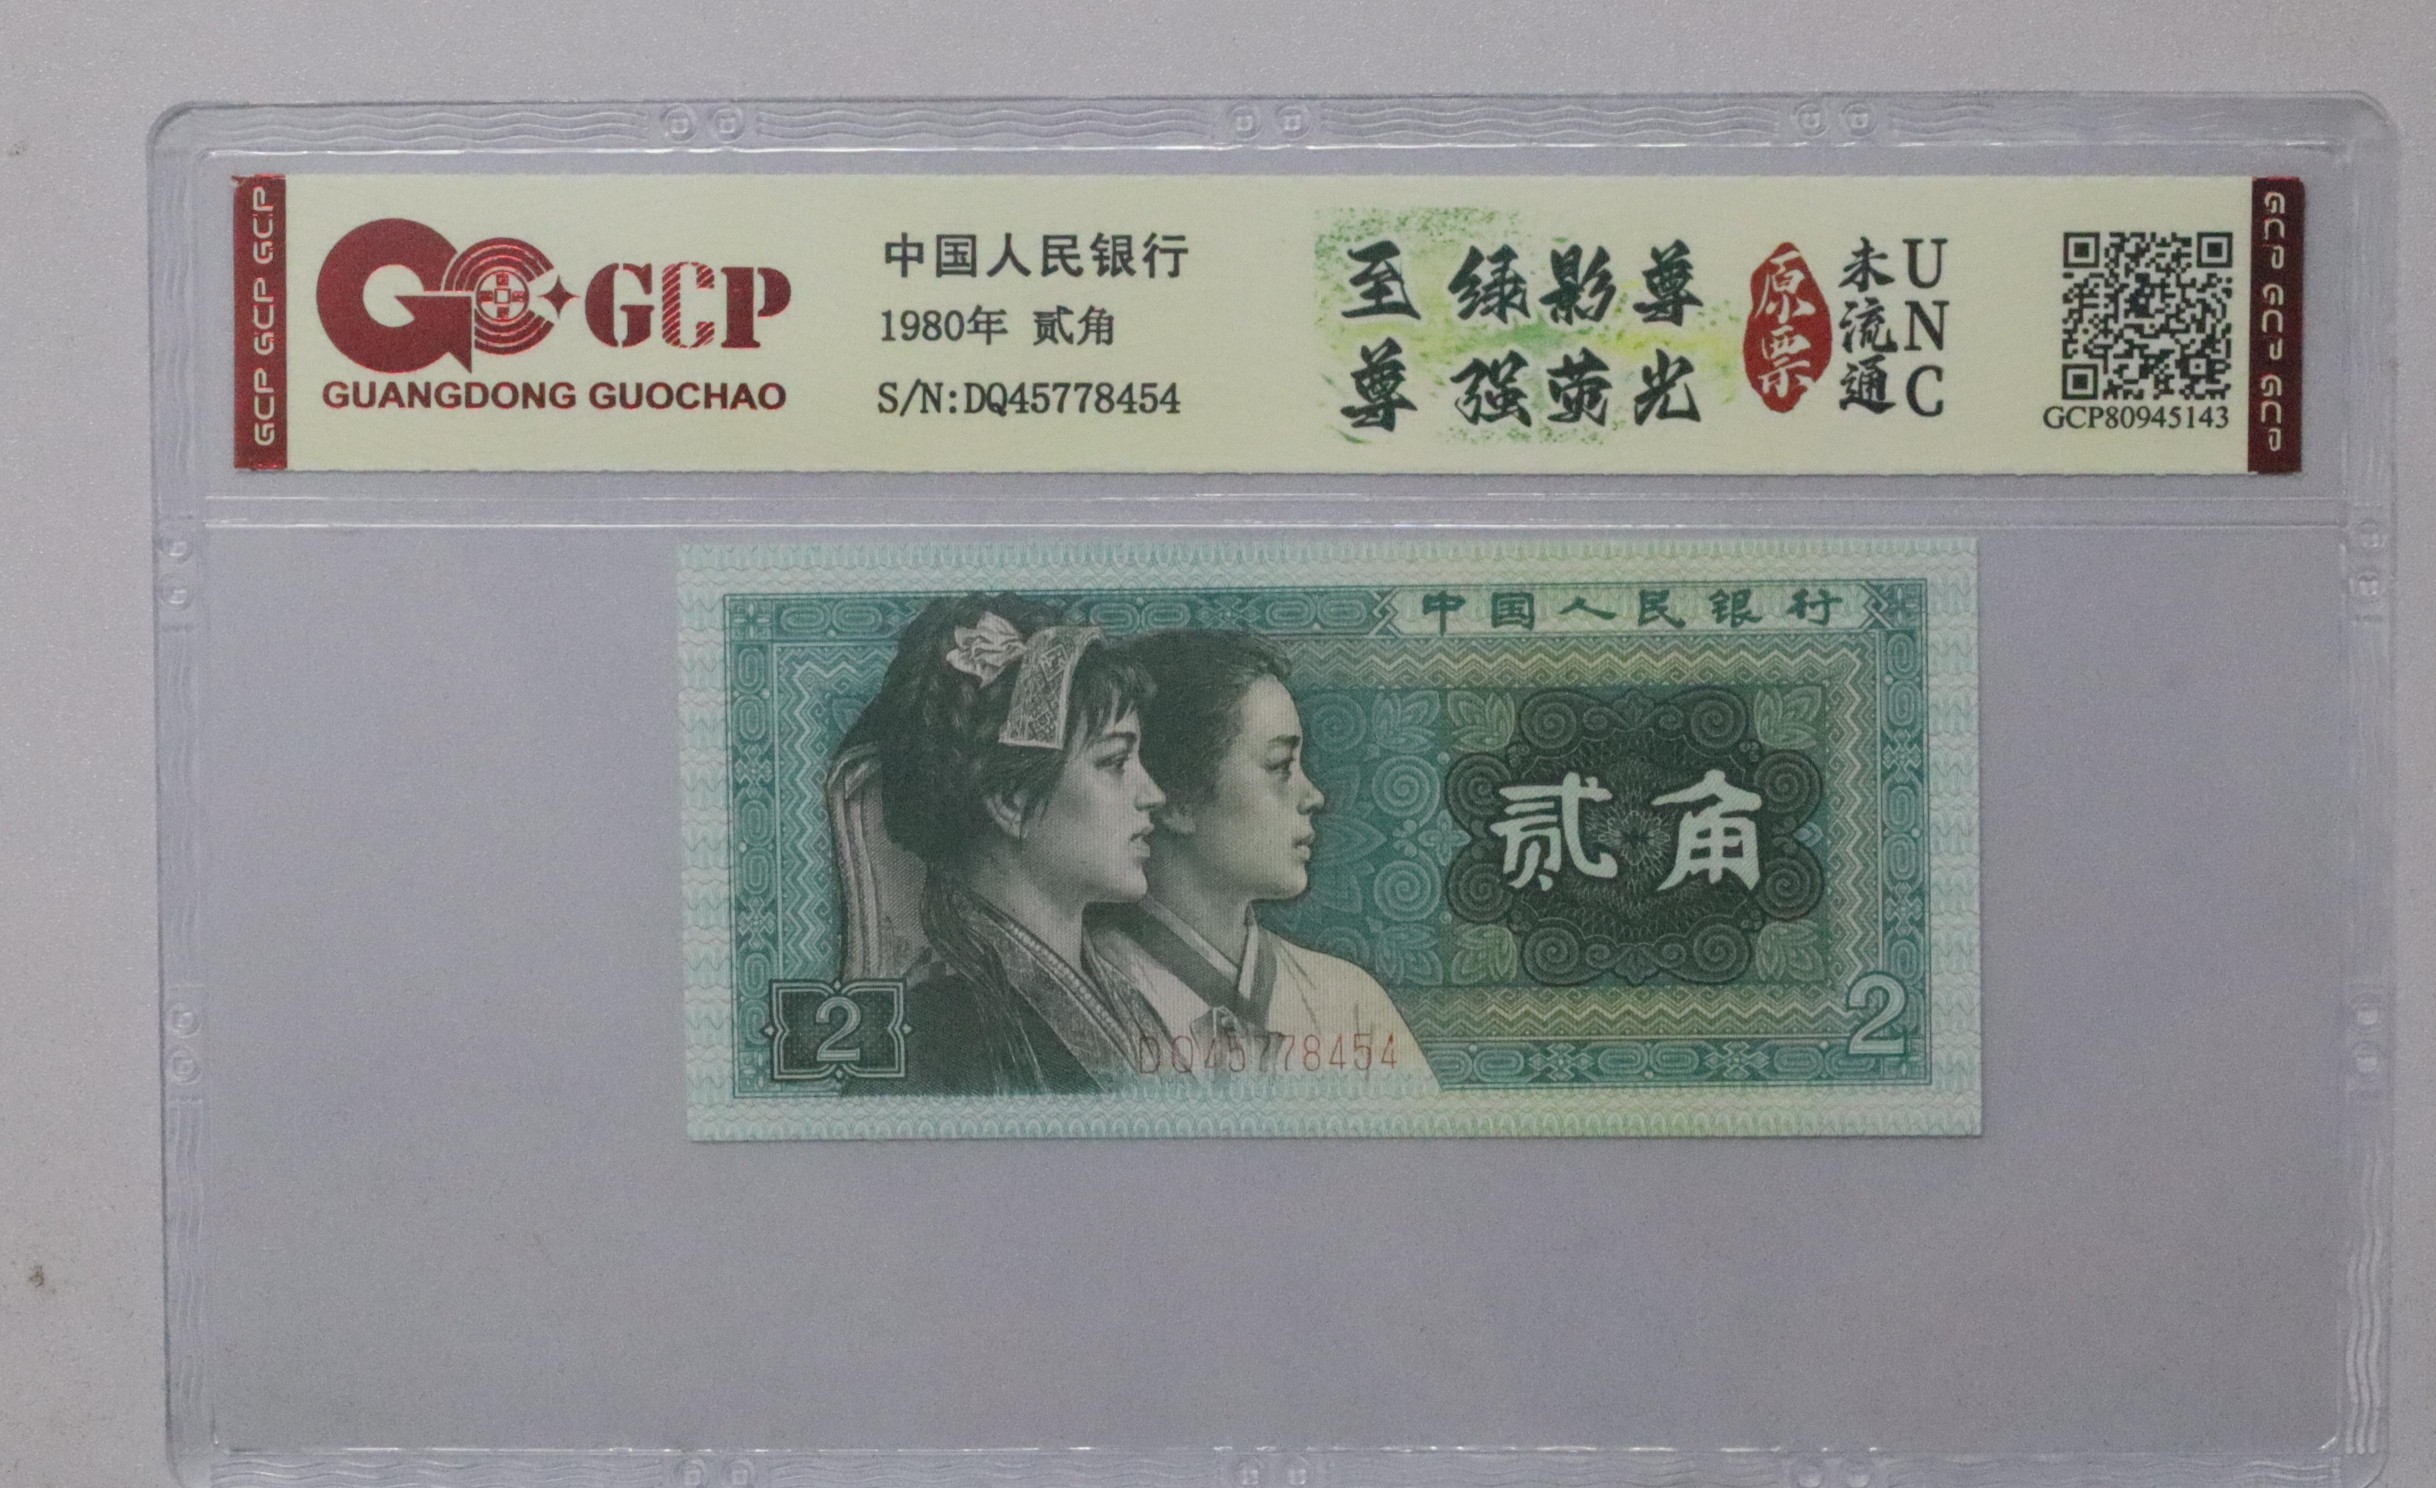 GCP GCP GCP
GCP
GUANGDONG GUOCHAO
中国人民银行
1980年 贰角
S/N:DQ45778454
至尊
绿影尊
强荧光
原票
未流通
UNC
GCP80945143
GCP GCP GCP
中国人民银行
贰角
2
2
DQ45778454